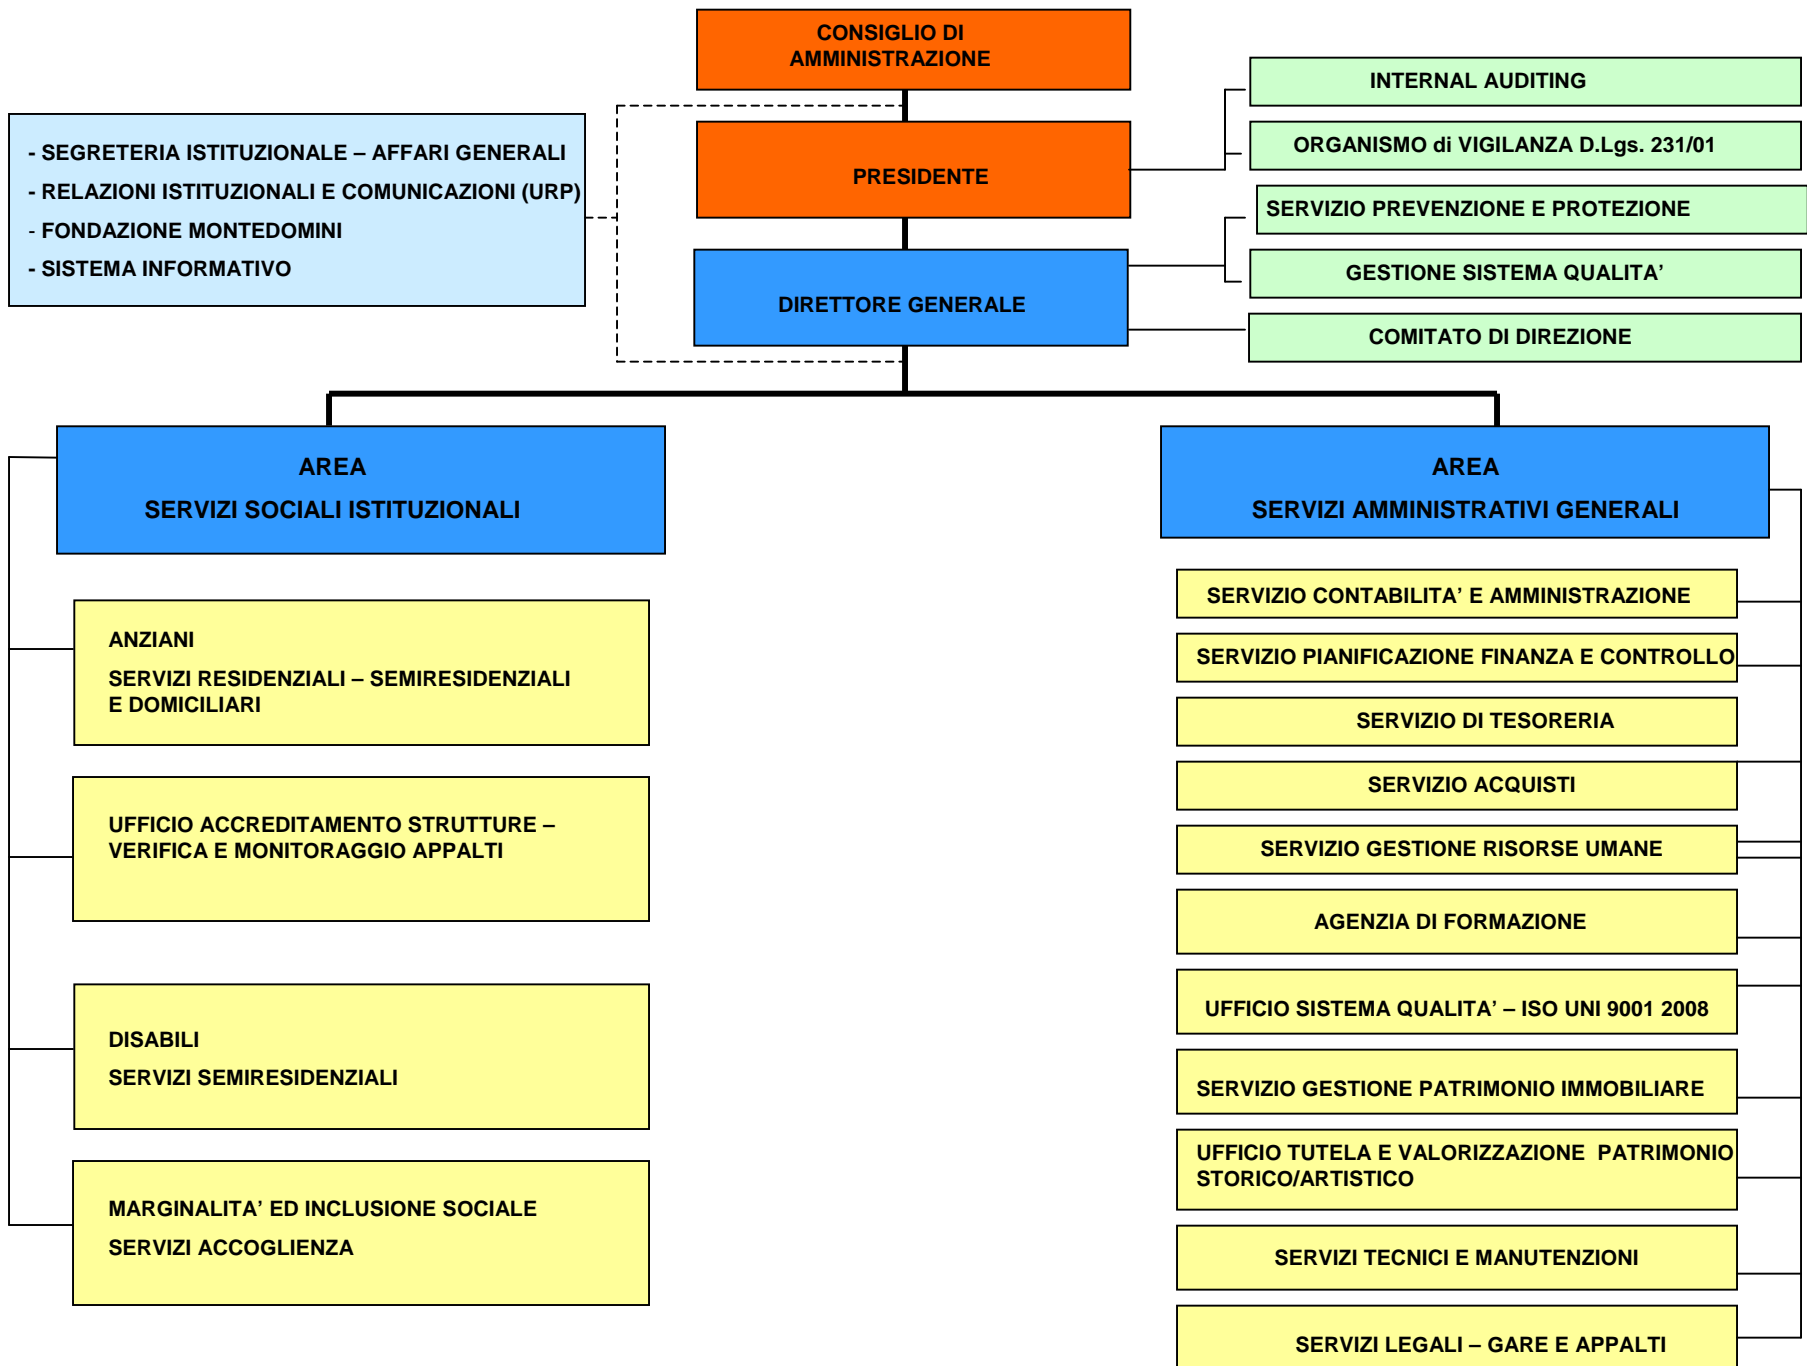 CONSIGLIO DI
AMMINISTRAZIONE
PRESIDENTE
DIRETTORE GENERALE
- SEGRETERIA ISTITUZIONALE – AFFARI GENERALI
- RELAZIONI ISTITUZIONALI E COMUNICAZIONI (URP)
- FONDAZIONE MONTEDOMINI
- SISTEMA INFORMATIVO
INTERNAL AUDITING
ORGANISMO di VIGILANZA D.Lgs. 231/01
SERVIZIO PREVENZIONE E PROTEZIONE
GESTIONE SISTEMA QUALITA’
COMITATO DI DIREZIONE
AREA
SERVIZI SOCIALI ISTITUZIONALI
ANZIANI
SERVIZI RESIDENZIALI – SEMIRESIDENZIALI
E DOMICILIARI
UFFICIO ACCREDITAMENTO STRUTTURE –
VERIFICA E MONITORAGGIO APPALTI
DISABILI
SERVIZI SEMIRESIDENZIALI
MARGINALITA’ ED INCLUSIONE SOCIALE
SERVIZI ACCOGLIENZA
AREA
SERVIZI AMMINISTRATIVI GENERALI
SERVIZIO CONTABILITA’ E AMMINISTRAZIONE
SERVIZIO PIANIFICAZIONE FINANZA E CONTROLLO
SERVIZIO DI TESORERIA
SERVIZIO ACQUISTI
SERVIZIO GESTIONE RISORSE UMANE
AGENZIA DI FORMAZIONE
UFFICIO SISTEMA QUALITA’ – ISO UNI 9001 2008
SERVIZIO GESTIONE PATRIMONIO IMMOBILIARE
UFFICIO TUTELA E VALORIZZAZIONE PATRIMONIO
STORICO/ARTISTICO
SERVIZI TECNICI E MANUTENZIONI
SERVIZI LEGALI – GARE E APPALTI